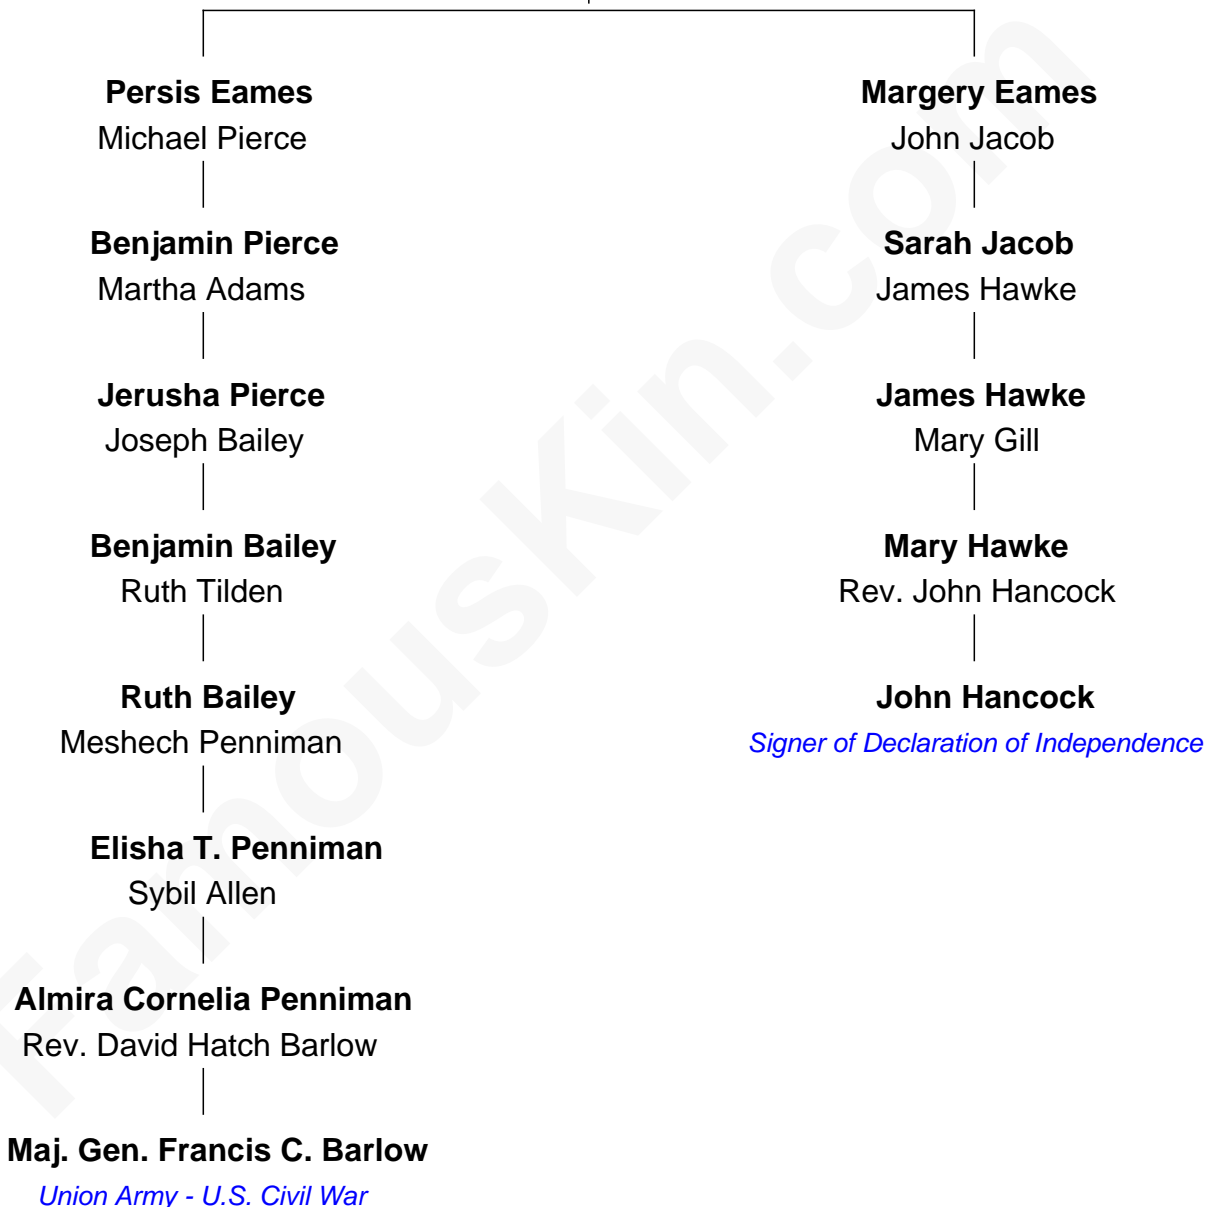 Persis Eames
Michael Pierce
Benjamin Pierce
Martha Adams
Jerusha Pierce
Joseph Bailey
Benjamin Bailey
Ruth Tilden
Ruth Bailey
Meshech Penniman
Elisha T. Penniman
Sybil Allen
Almira Cornelia Penniman
Rev. David Hatch Barlow
Maj. Gen. Francis C. Barlow
Union Army - U.S. Civil War
Margery Eames
John Jacob
Sarah Jacob
James Hawke
James Hawke
Mary Gill
Mary Hawke
Rev. John Hancock
John Hancock
Signer of Declaration of Independence
FamousKin.com